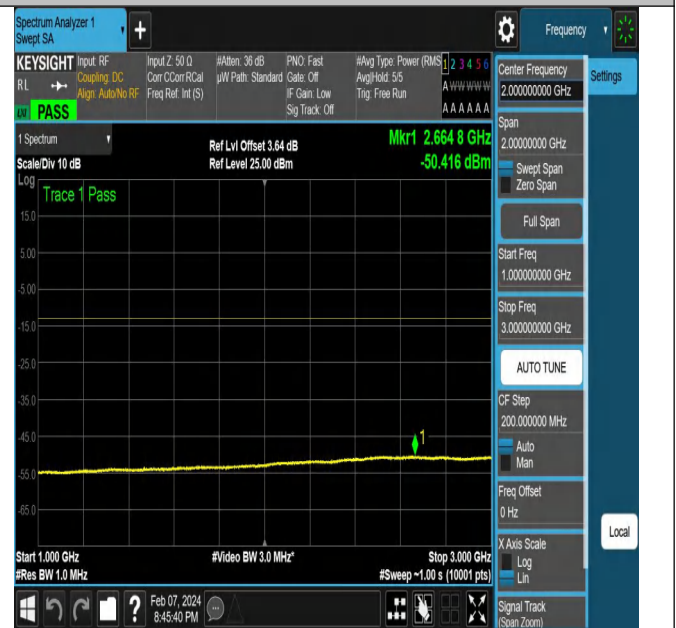 Spectrum Analyzer 1
Swept SA
Frequency
KEYSIGHT
RL
PASS
Input: RF
Coupling: DC
Align: Auto/No RF
Input Z: 50 Ω
Corr CCorr RCal
Freq Ref: Int (S)
#Atten: 36 dB
µW Path: Standard
PNO: Fast
Gate: Off
IF Gain: Low
Sig Track: Off
#Avg Type: Power (RMS
Avg|Hold: 5/5
Trig: Free Run
1 2 3 4 5 6
A W W W W W
A A A A A A
1 Spectrum
Scale/Div 10 dB
Log
Ref Lvl Offset 3.64 dB
Ref Level 25.00 dBm
Mkr1 2.664 8 GHz
-50.416 dBm
Trace 1 Pass
15.0
5.00
-5.00
-15.0
-25.0
-35.0
-45.0
-55.0
-65.0
1
Start 1.000 GHz
#Res BW 1.0 MHz
#Video BW 3.0 MHz*
Stop 3.000 GHz
#Sweep ~1.00 s (10001 pts)
Feb 07, 2024
8:45:40 PM
?
Center Frequency
2.00000000 GHz
Settings
Span
2.00000000 GHz
Swept Span
Zero Span
Full Span
Start Freq
1.000000000 GHz
Stop Freq
3.000000000 GHz
AUTO TUNE
CF Step
200.000000 MHz
Auto
Man
Freq Offset
0 Hz
X Axis Scale
Log
Lin
Local
Signal Track
(Span Zoom)